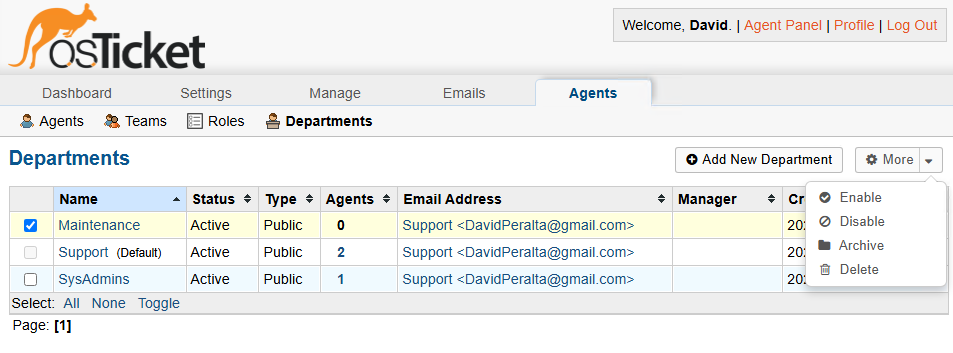 osTicket
Welcome, David. | Agent Panel | Profile | Log Out
Dashboard Settings Manage Emails Agents
Agents Teams Roles Departments
Departments
Add New Department More
Name Status Type Agents Email Address Manager
Maintenance Active Public 0 Support <DavidPeralta@gmail.com>
Support (Default) Active Public 2 Support <DavidPeralta@gmail.com>
SysAdmins Active Public 1 Support <DavidPeralta@gmail.com>
Enable
Disable
Archive
Delete
Select: All None Toggle
Page: [1]